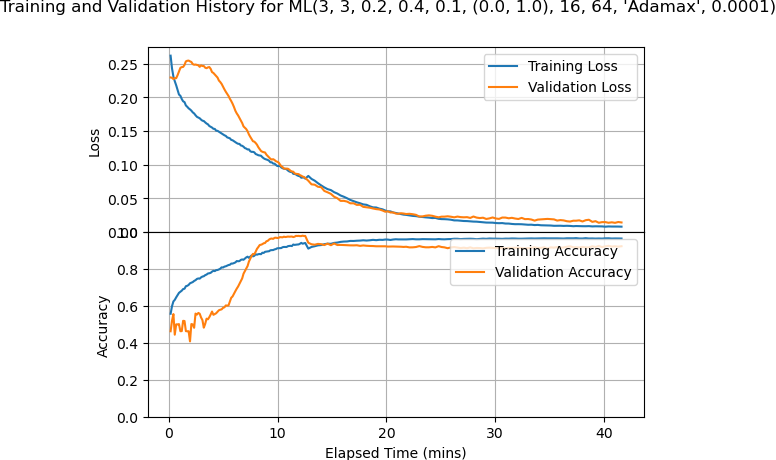 Training and Validation History for ML(3, 3, 0.2, 0.4, 0.1, (0.0, 1.0), 16, 64, 'Adamax', 0.0001)
Training Loss
Validation Loss
0.25
0.20
0.15
0.10
0.05
0.00
Loss
1.0
Training Accuracy
Validation Accuracy
0.8
0.6
0.4
0.2
0.0
Accuracy
0
10
20
30
40
Elapsed Time (mins)